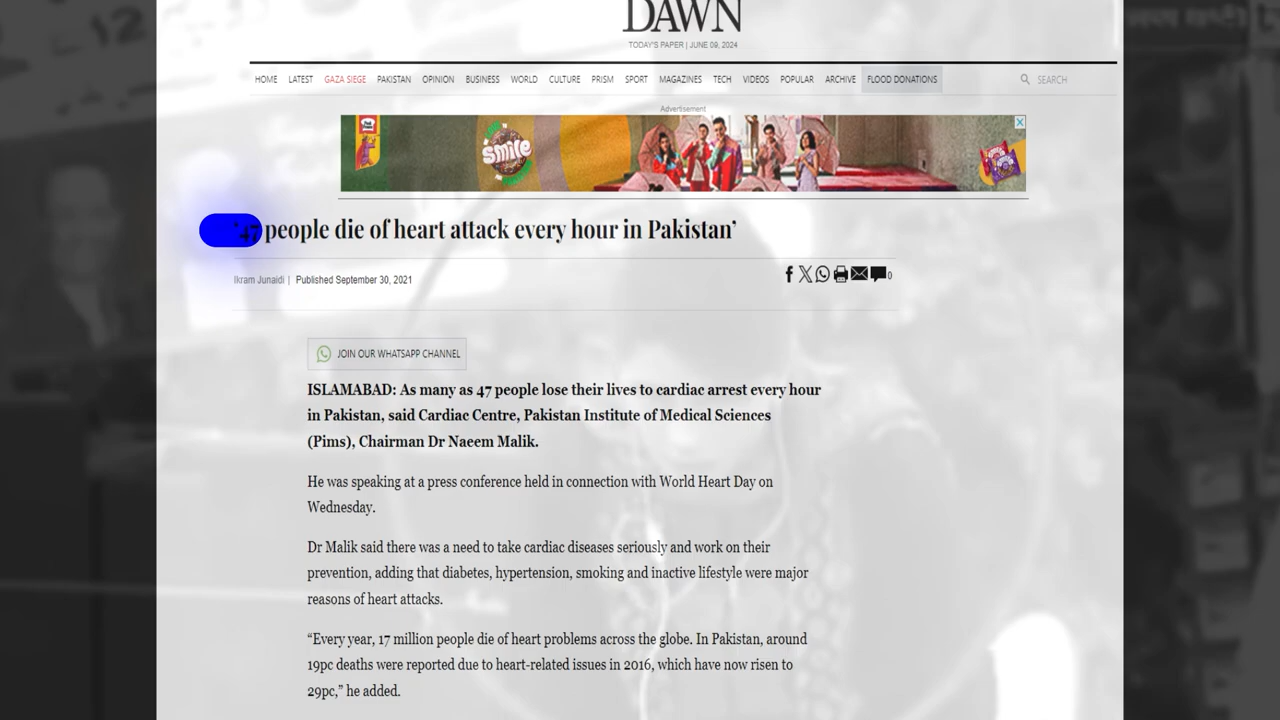 12
DAWN
TODAY'S PAPER | JUNE 09, 2024
HOME LATEST GAZA SIEGE PAKISTAN OPINION BUSINESS WORLD CULTURE PRISM SPORT MAGAZINES TECH VIDEOS POPULAR ARCHIVE FLOOD DONATIONS SEARCH
Advertisement
Smile
'47 people die of heart attack every hour in Pakistan'
Ikram Junaidi | Published September 30, 2021
0
JOIN OUR WHATSAPP CHANNEL
ISLAMABAD: As many as 47 people lose their lives to cardiac arrest every hour
in Pakistan, said Cardiac Centre, Pakistan Institute of Medical Sciences
(Pims), Chairman Dr Naeem Malik.
He was speaking at a press conference held in connection with World Heart Day on
Wednesday.
Dr Malik said there was a need to take cardiac diseases seriously and work on their
prevention, adding that diabetes, hypertension, smoking and inactive lifestyle were major
reasons of heart attacks.
“Every year, 17 million people die of heart problems across the globe. In Pakistan, around
19pc deaths were reported due to heart-related issues in 2016, which have now risen to
29pc,” he added.